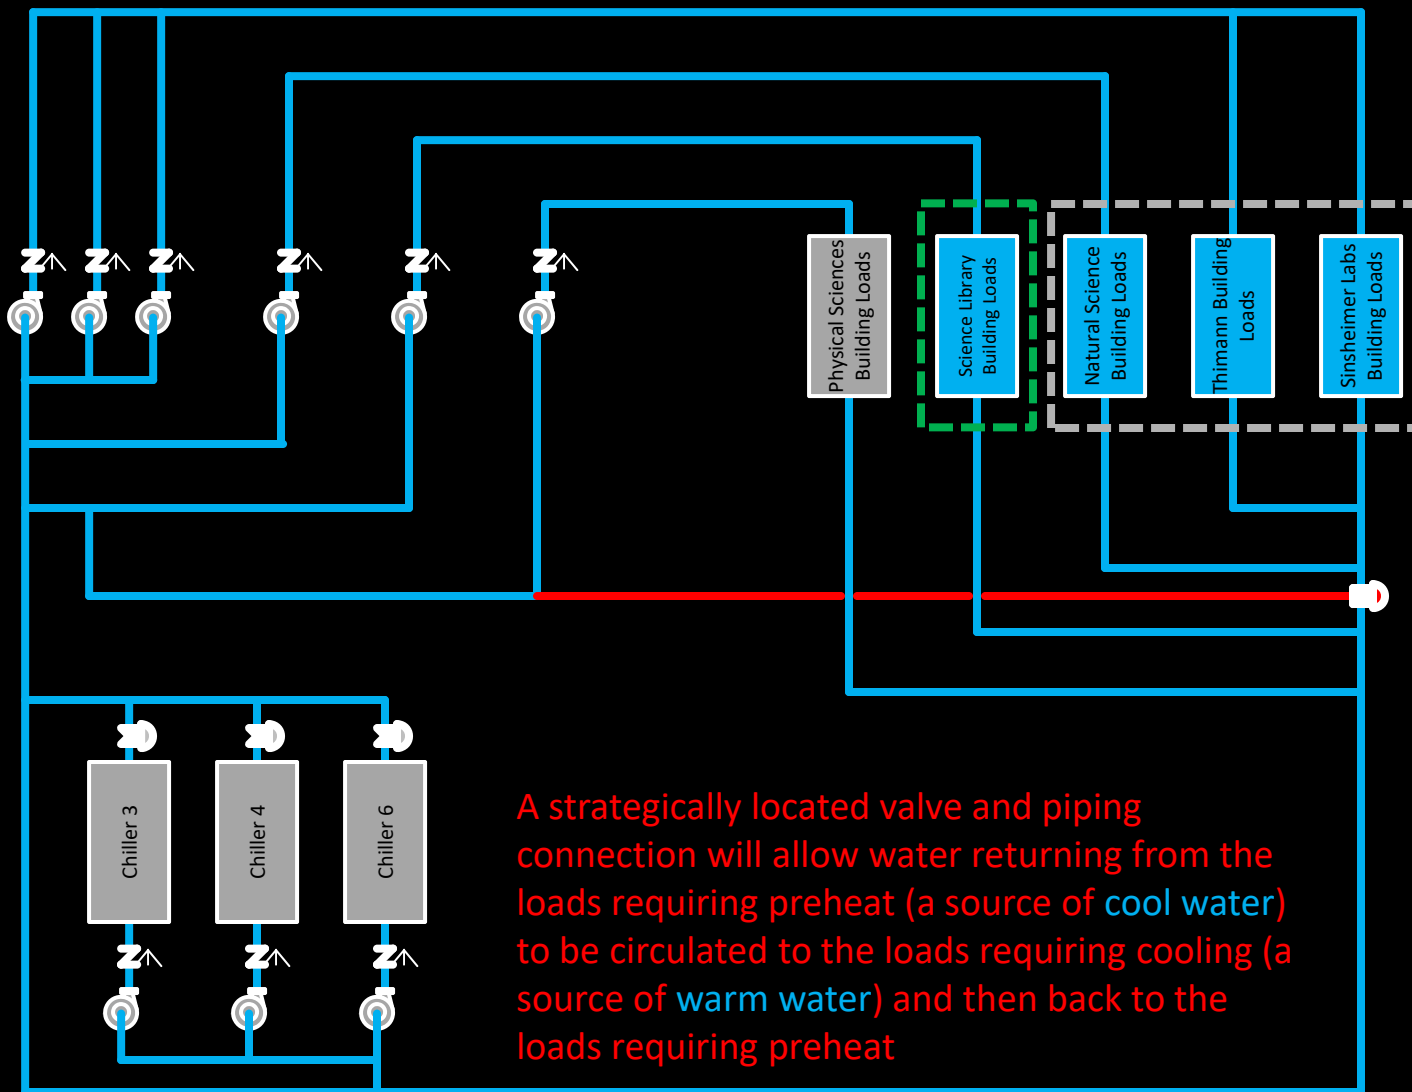 Physical Sciences
Building Loads
Science Library
Building Loads
Natural Science
Building Loads
Thimann Building
Loads
Sinsheimer Labs
Building Loads
Chiller 3
Chiller 4
Chiller 6
A strategically located valve and piping
connection will allow water returning from the
loads requiring preheat (a source of cool water)
to be circulated to the loads requiring cooling (a
source of warm water) and then back to the
loads requiring preheat